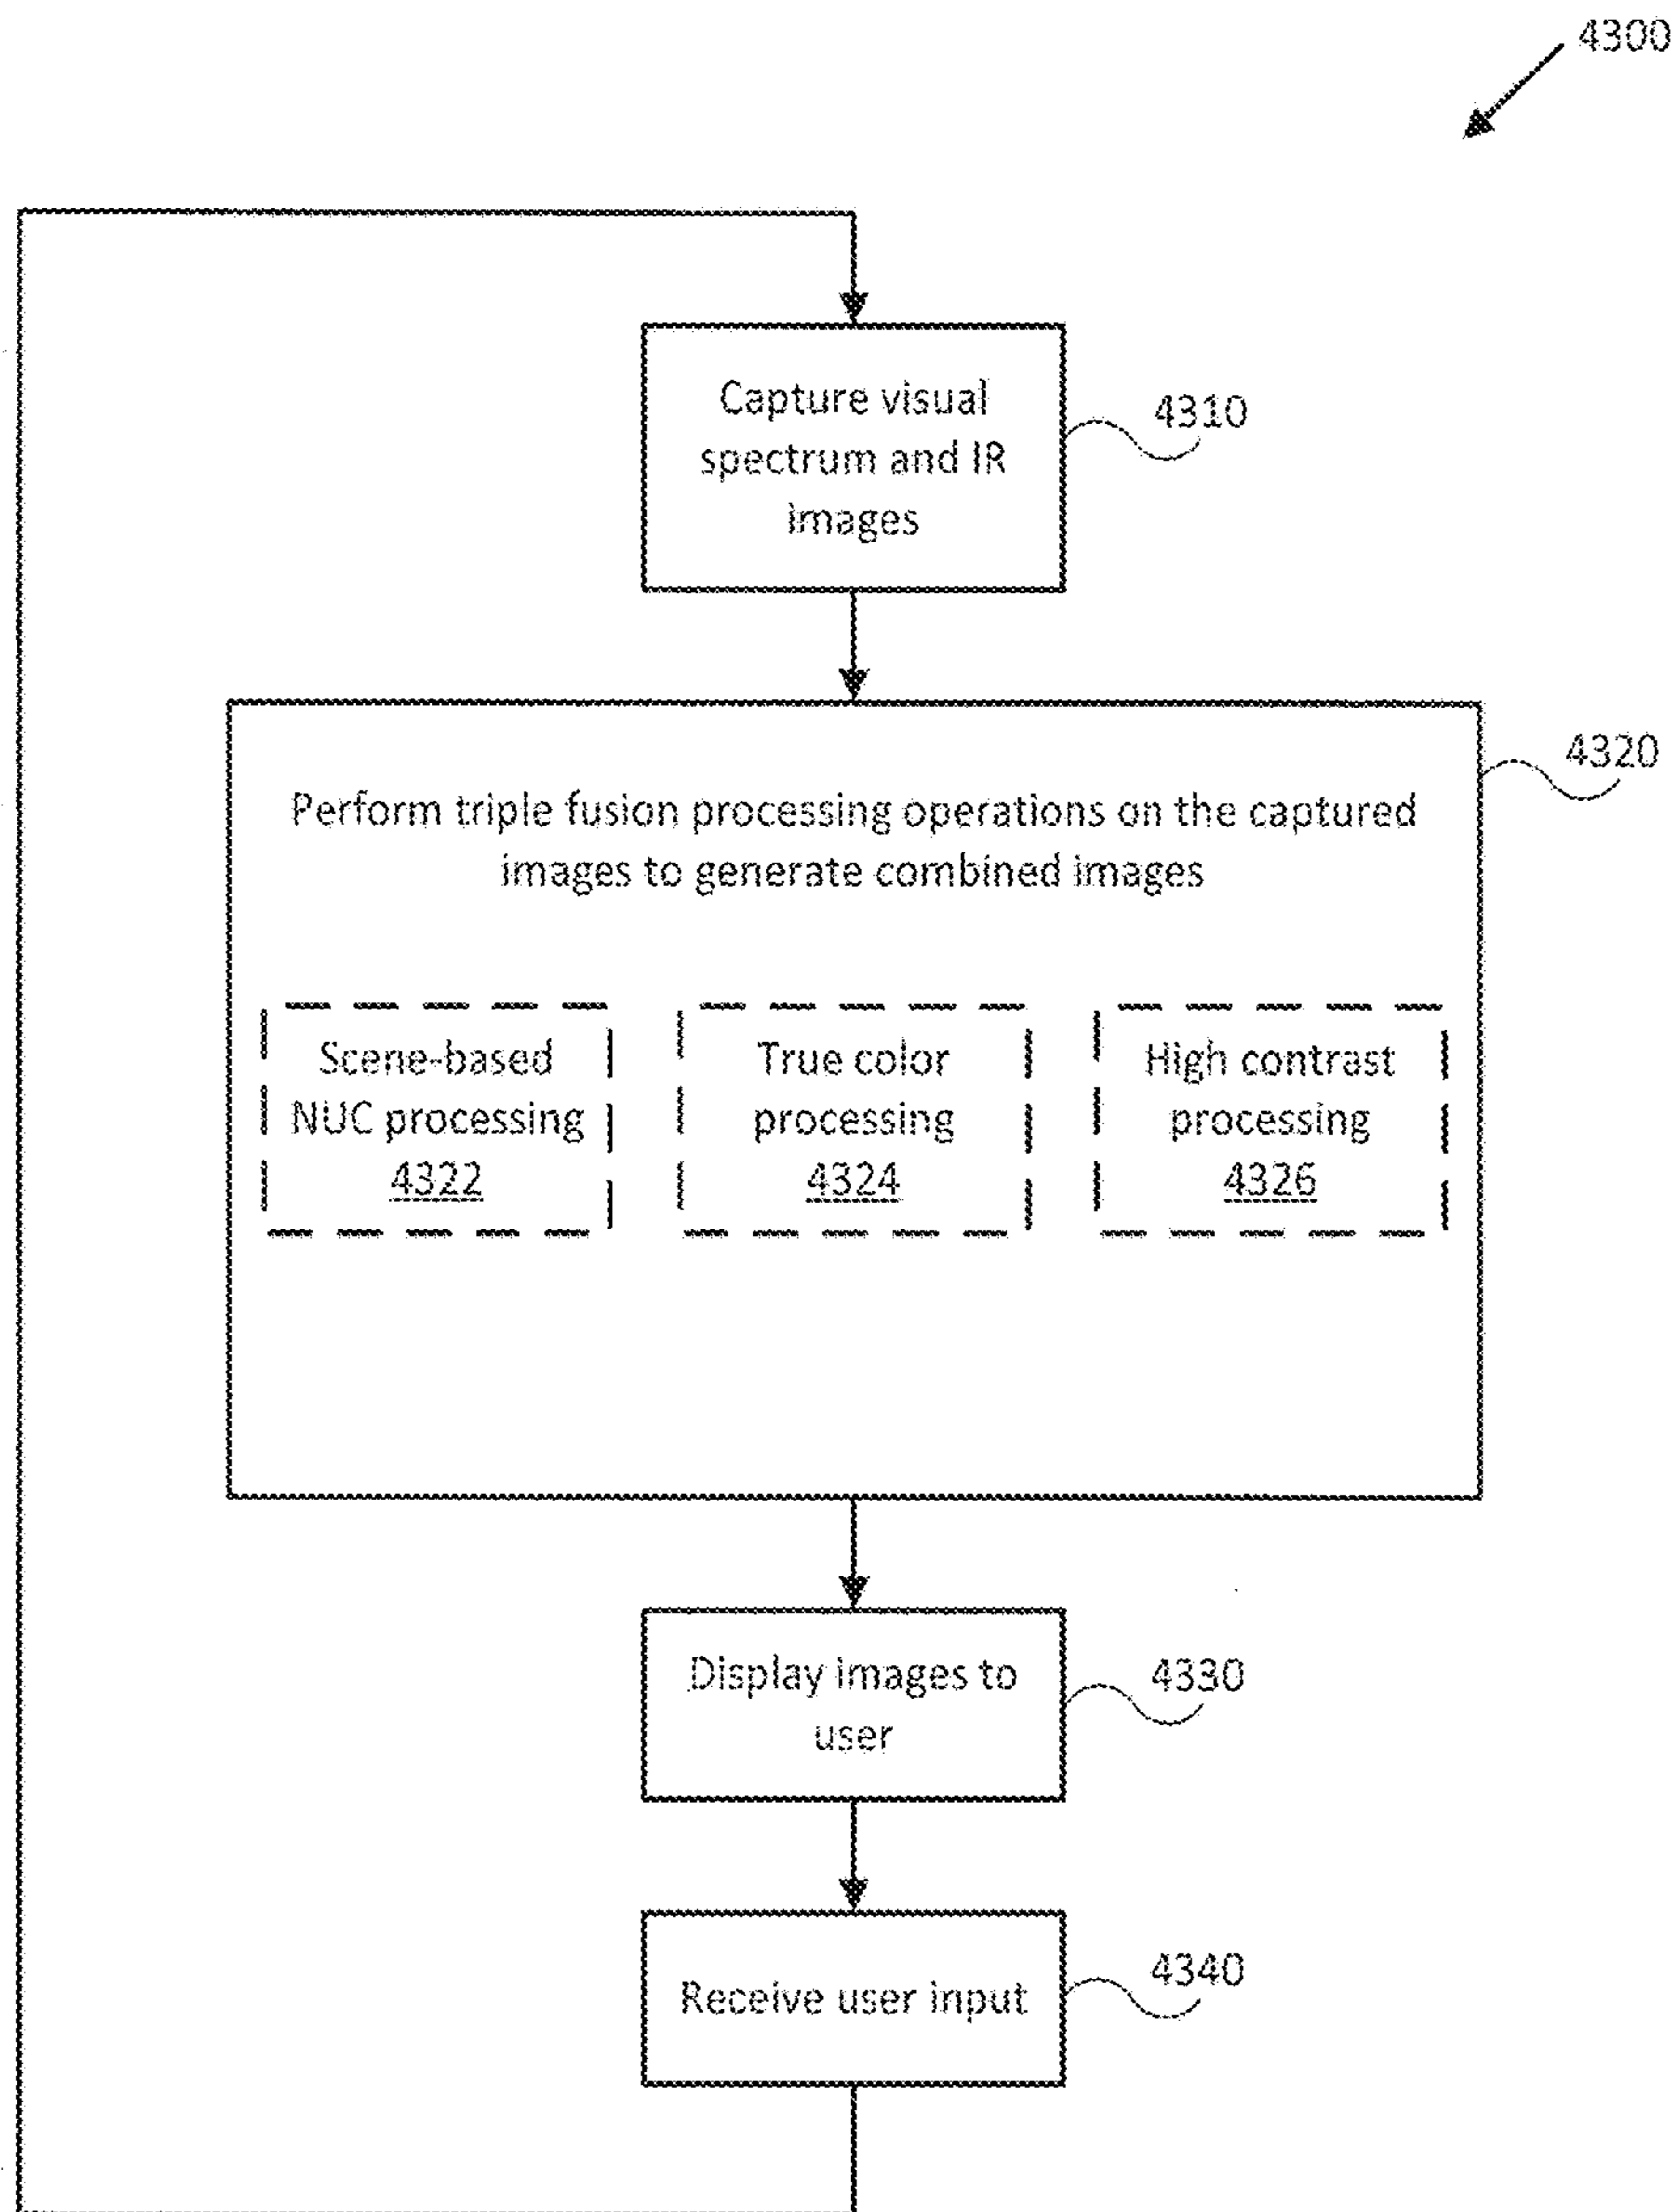 4300
Capture visual
spectrum and IR
images
4310
4320
Perform triple fusion processing operations on the captured
images to generate combined images
Scene-based
NUC processing
4322
True color
processing
4324
High contrast
processing
4326
Display images to
user
4330
Receive user input
4340